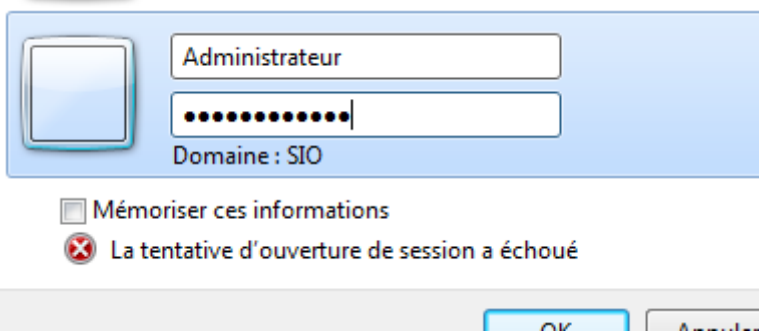 Administrateur
••••••••••••
Domaine : SIO
Mémoriser ces informations
La tentative d'ouverture de session a échoué
OK